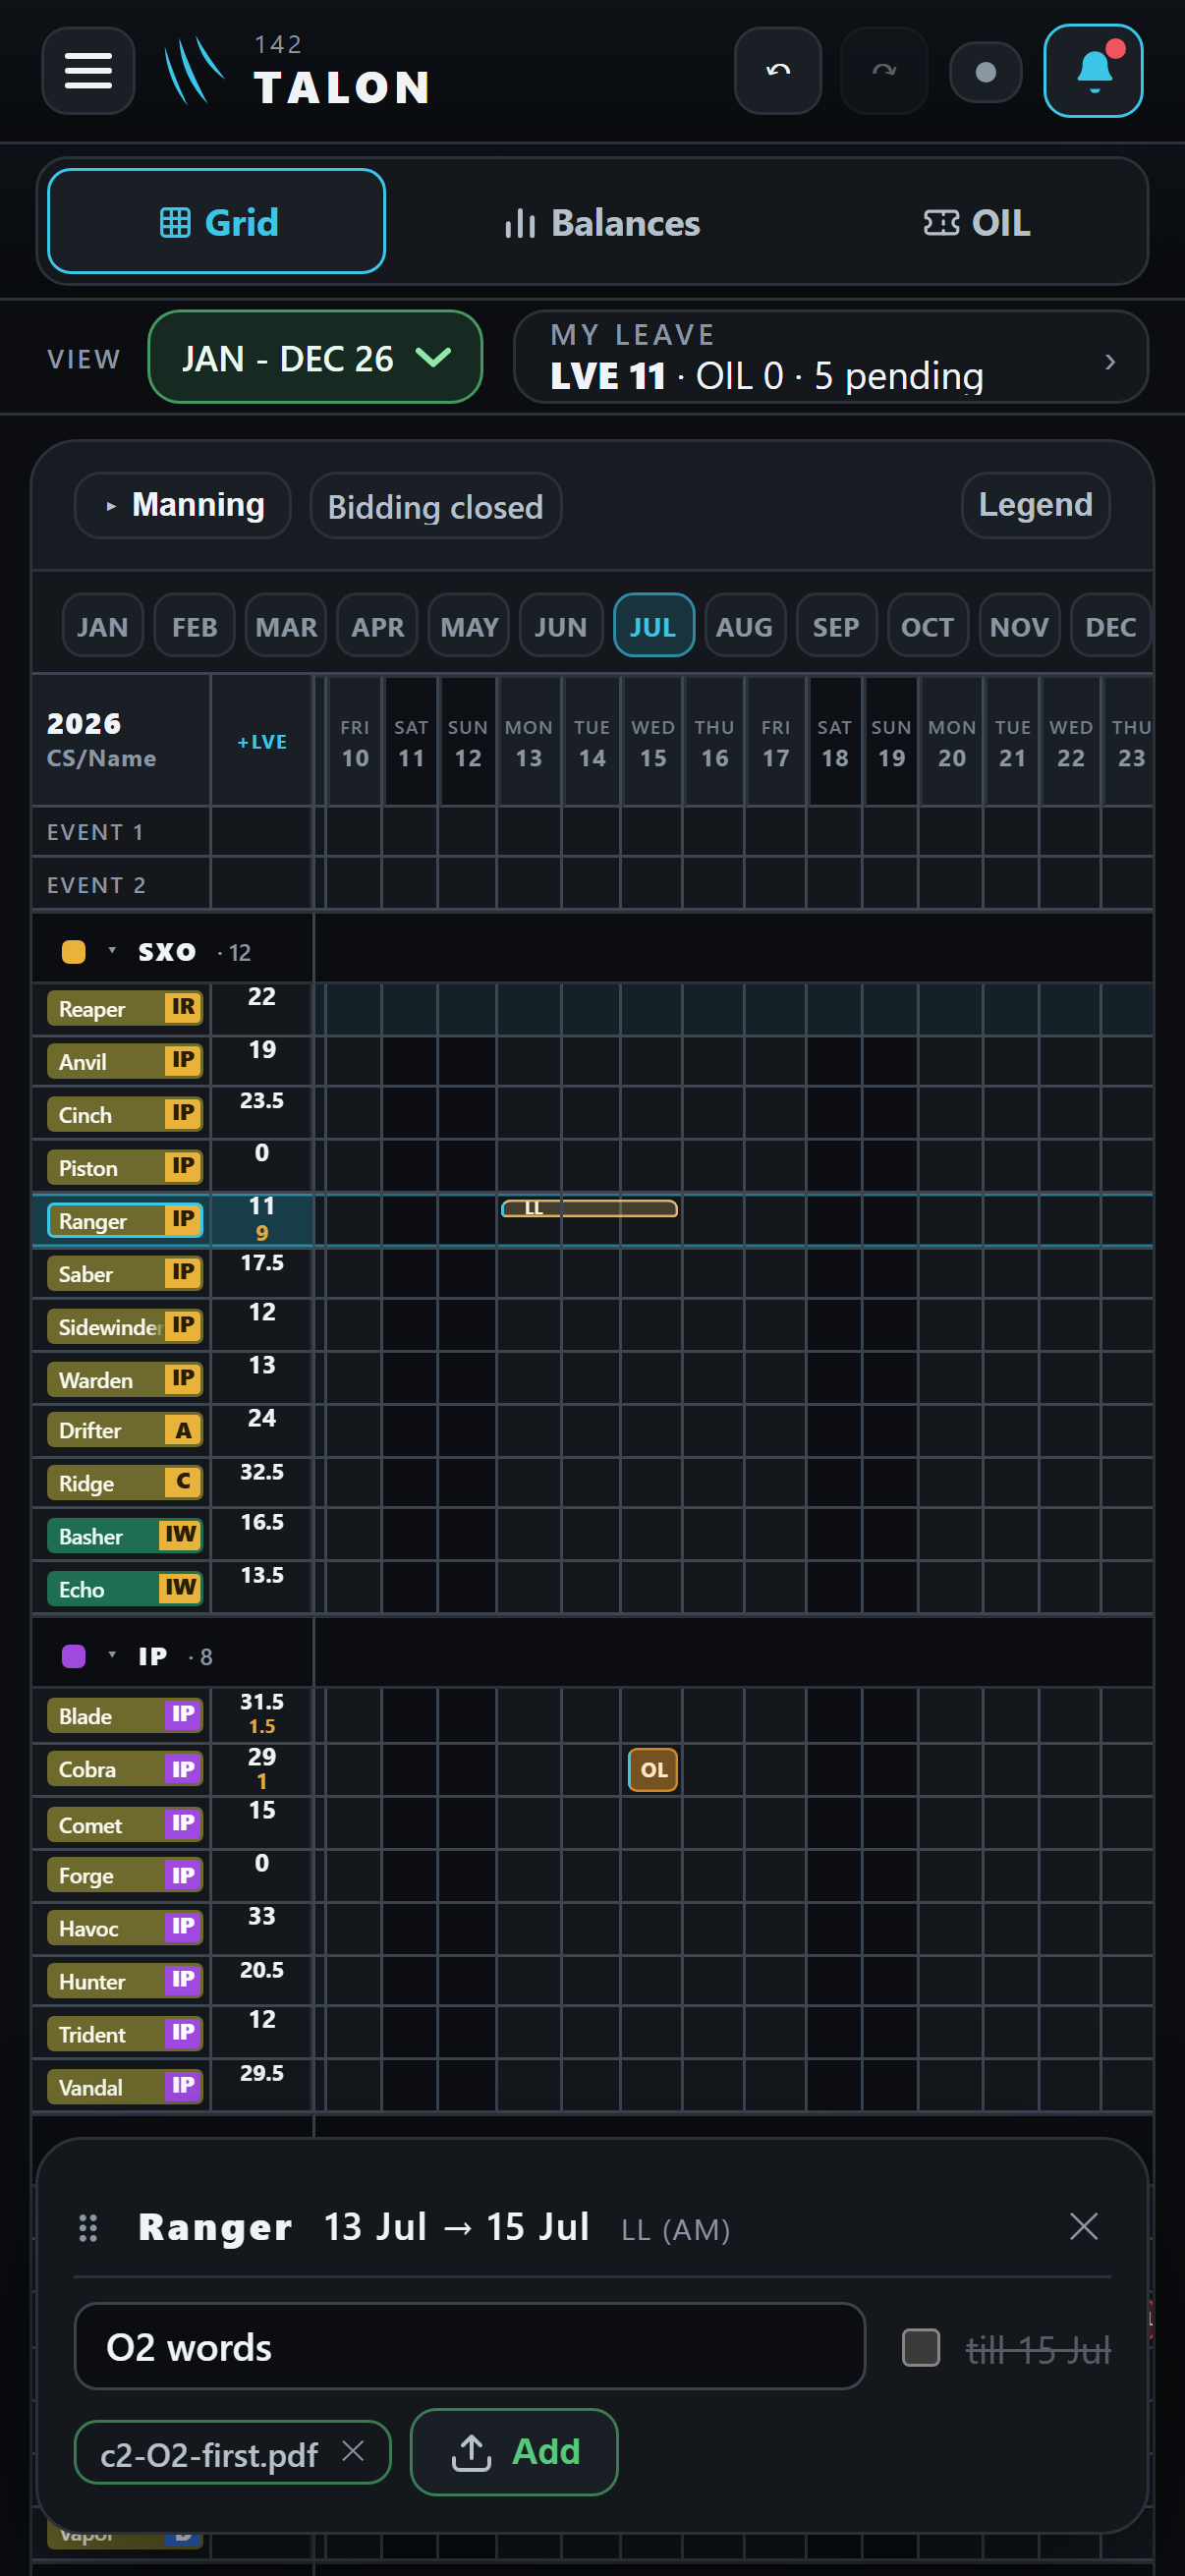 142
TALON
Grid
Balances
OIL
VIEW
JAN - DEC 26
MY LEAVE
LVE 11 · OIL 0 · 5 pending ›
▸ Manning
Bidding closed
Legend
JAN FEB MAR APR MAY JUN JUL AUG SEP OCT NOV DEC
2026
CS/Name
+LVE
FRI SAT SUN MON TUE WED THU FRI SAT SUN MON TUE WED THU
10 11 12 13 14 15 16 17 18 19 20 21 22 23
EVENT 1
EVENT 2
SXO · 12
Reaper IR 22
Anvil IP 19
Cinch IP 23.5
Piston IP 0
Ranger IP 11 LL
9
Saber IP 17.5
Sidewinder IP 12
Warden IP 13
Drifter A 24
Ridge C 32.5
Basher IW 16.5
Echo IW 13.5
IP · 8
Blade IP 31.5
1.5
Cobra IP 29 OL
1
Comet IP 15
Forge IP 0
Havoc IP 33
Hunter IP 20.5
Trident IP 12
Vandal IP 29.5
Ranger 13 Jul → 15 Jul LL (AM)
O2 words
till 15 Jul
c2-O2-first.pdf
Add